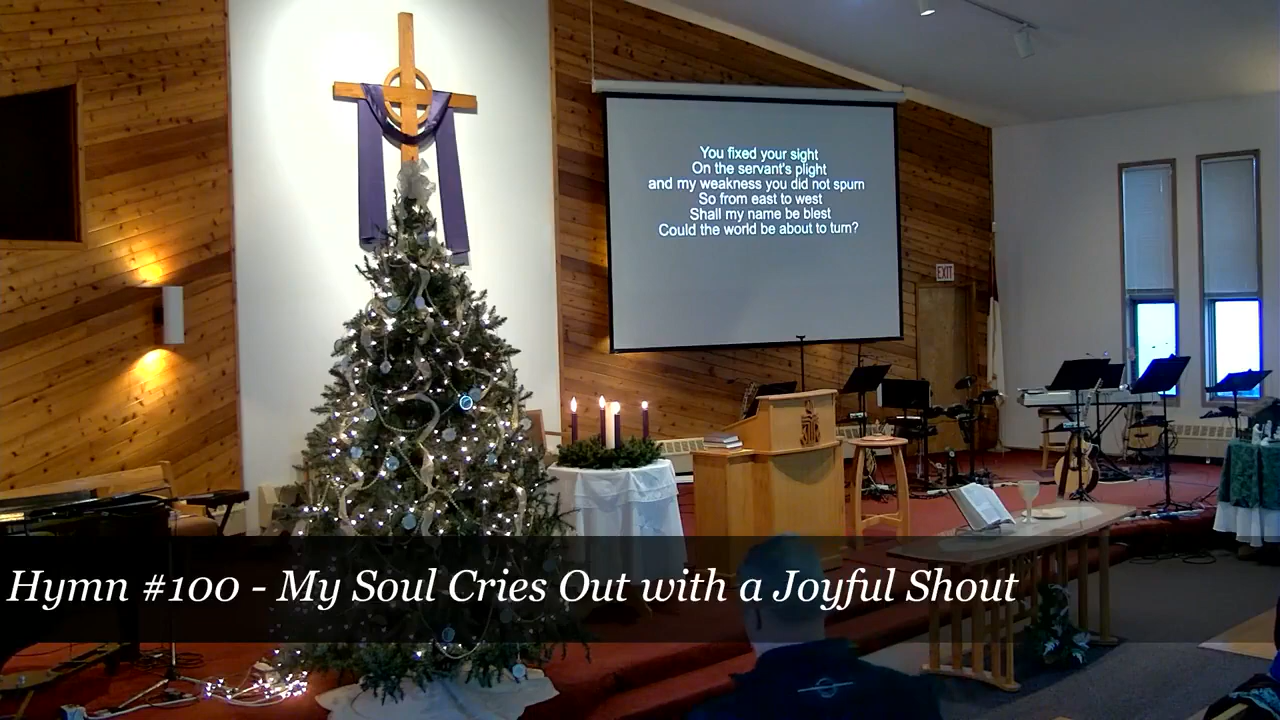 You fixed your sight
On the servant's plight
and my weakness you did not spurn
So from east to west
Shall my name be blest
Could the world be about to turn?
EXIT
Hymn #100 - My Soul Cries Out with a Joyful Shout